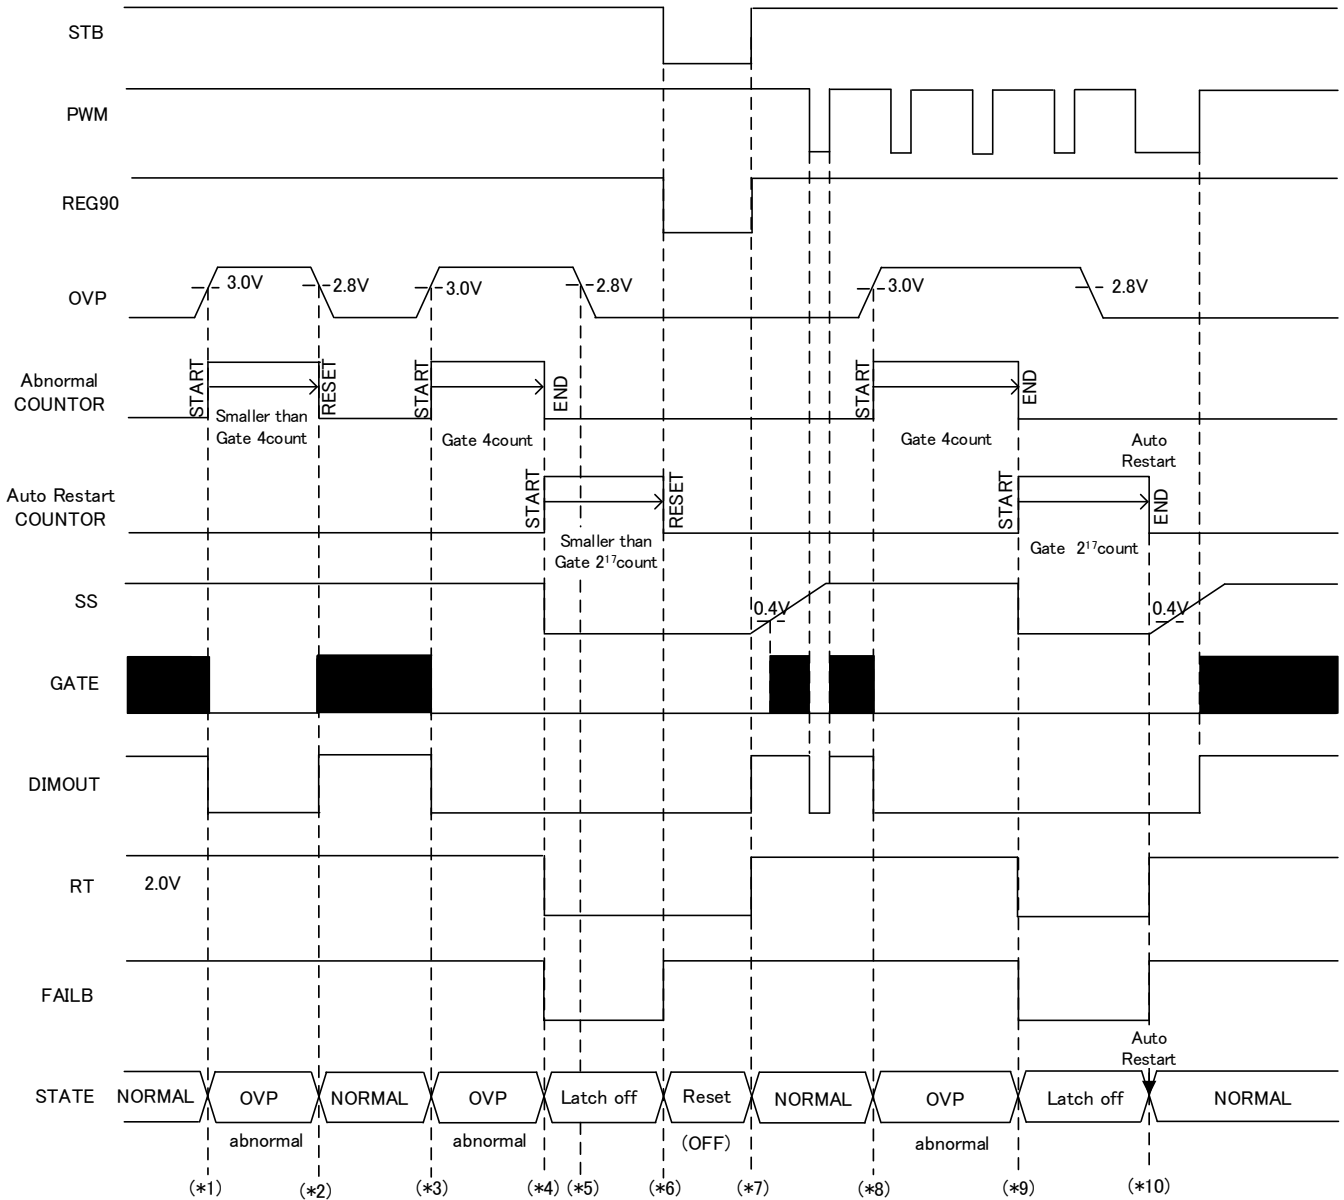 STB
PWM
REG90
OVP
3.0V
2.8V
3.0V
2.8V
3.0V
2.8V
Abnormal
COUNTOR
START
RESET
START
END
START
END
Smaller than
Gate 4count
Gate 4count
Gate 4count
Auto
Restart
Auto Restart
COUNTOR
START
RESET
START
END
Smaller than
Gate 2¹⁷count
Gate 2¹⁷count
SS
0.4V
0.4V
GATE
DIMOUT
RT
2.0V
FAILB
Auto
Restart
STATE
NORMAL
OVP
NORMAL
OVP
Latch off
Reset
NORMAL
OVP
Latch off
NORMAL
abnormal
abnormal
(OFF)
abnormal
(*1)
(*2)
(*3)
(*4)
(*5)
(*6)
(*7)
(*8)
(*9)
(*10)